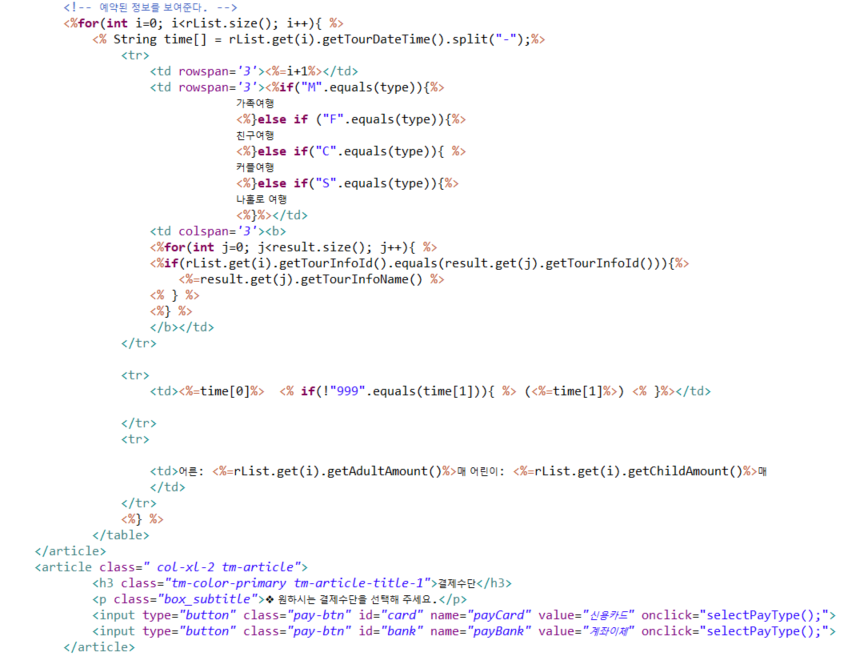 <!-- 예약된 정보를 보여준다. -->
<%for(int i=0; i<rList.size(); i++){ %>
<% String time[] = rList.get(i).getTourDateTime().split("-");%>
<tr>
<td rowspan='3'><%=i+1%></td>
<td rowspan='3'><%if("M".equals(type)){%>
가족여행
<%}else if ("F".equals(type)){%>
친구여행
<%}else if("C".equals(type)){ %>
커플여행
<%}else if("S".equals(type)){%>
나홀로 여행
<%}%></td>
<td colspan='3'><b>
<%for(int j=0; j<result.size(); j++){ %>
<%if(rList.get(i).getTourInfoId().equals(result.get(j).getTourInfoId())){%>
<%=result.get(j).getTourInfoName() %>
<% } %>
<%} %>
</b></td>
</tr>
<tr>
<td><%=time[0]%> <% if(!"999".equals(time[1])){ %> (<%=time[1]%>) <% }%></td>
</tr>
<tr>
<td>어른: <%=rList.get(i).getAdultAmount()%>매 어린이: <%=rList.get(i).getChildAmount()%>매
</td>
</tr>
<%} %>
</table>
</article>
<article class=" col-xl-2 tm-article">
<h3 class="tm-color-primary tm-article-title-1">결제수단</h3>
<p class="box_subtitle">❖ 원하시는 결제수단을 선택해 주세요.</p>
<input type="button" class="pay-btn" id="card" name="payCard" value="신용카드" onclick="selectPayType();">
<input type="button" class="pay-btn" id="bank" name="payBank" value="계좌이체" onclick="selectPayType();">
</article>